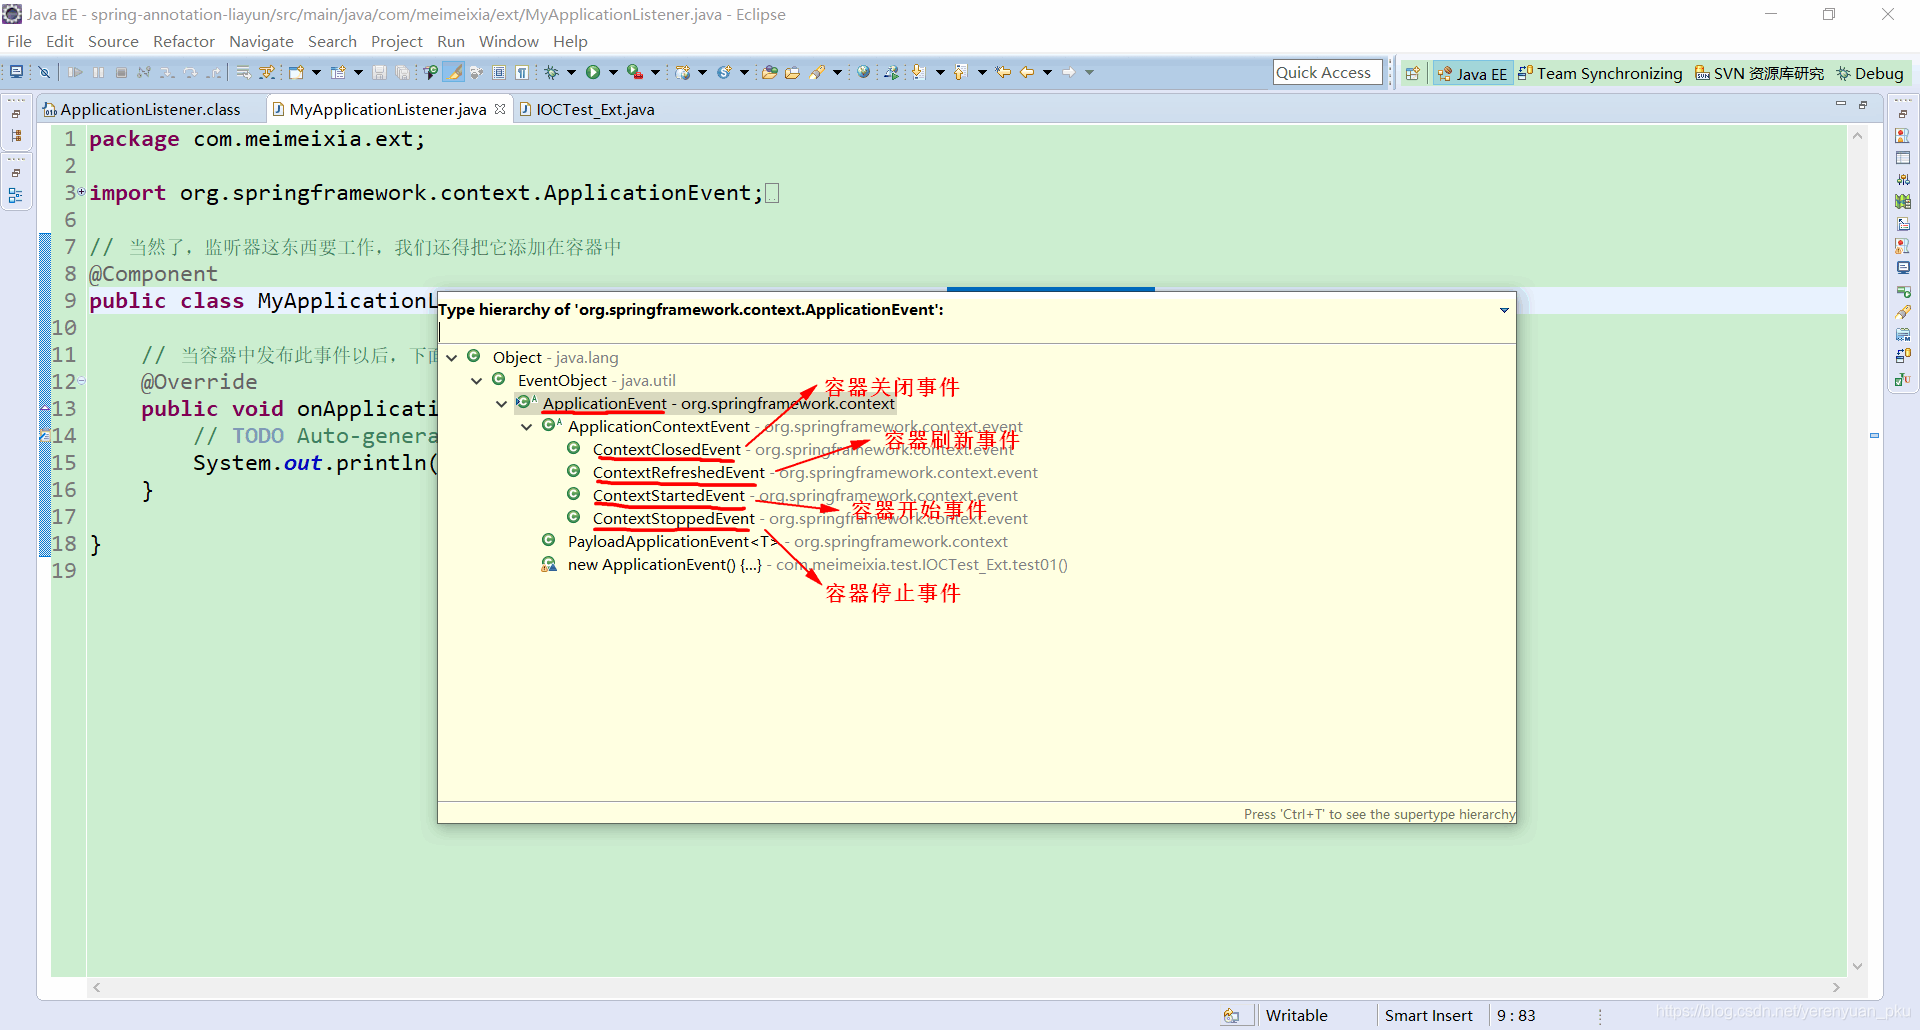 Java EE - spring-annotation-liayun/src/main/java/com/meimeixia/ext/MyApplicationListener.java - Eclipse
File Edit Source Refactor Navigate Search Project Run Window Help
Quick Access
Java EE
Team Synchronizing
SVN 资源库研究
Debug
ApplicationListener.class
MyApplicationListener.java
IOCTest_Ext.java
1 package com.meimeixia.ext;
2
3 import org.springframework.context.ApplicationEvent;
6
7 // 当然了，监听器这东西要工作，我们还得把它添加在容器中
8 @Component
9 public class MyApplicationL
10
11 // 当容器中发布此事件以后，下面
12 @Override
13 public void onApplicati
14 // TODO Auto-genera
15 System.out.println(
16 }
17
18 }
19
Type hierarchy of 'org.springframework.context.ApplicationEvent':
Object - java.lang
EventObject - java.util
容器关闭事件
ApplicationEvent - org.springframework.context
ApplicationContextEvent - org.springframework.context.event
容器刷新事件
ContextClosedEvent - org.springframework.context.event
ContextRefreshedEvent - org.springframework.context.event
ContextStartedEvent - org.springframework.context.event
容器开始事件
ContextStoppedEvent - org.springframework.context.event
PayloadApplicationEvent<T> - org.springframework.context
new ApplicationEvent() {...} - com.meimeixia.test.IOCTest_Ext.test01()
容器停止事件
Press 'Ctrl+T' to see the supertype hierarchy
Writable
Smart Insert
9 : 83
https://blog.csdn.net/yerenyuan_pku